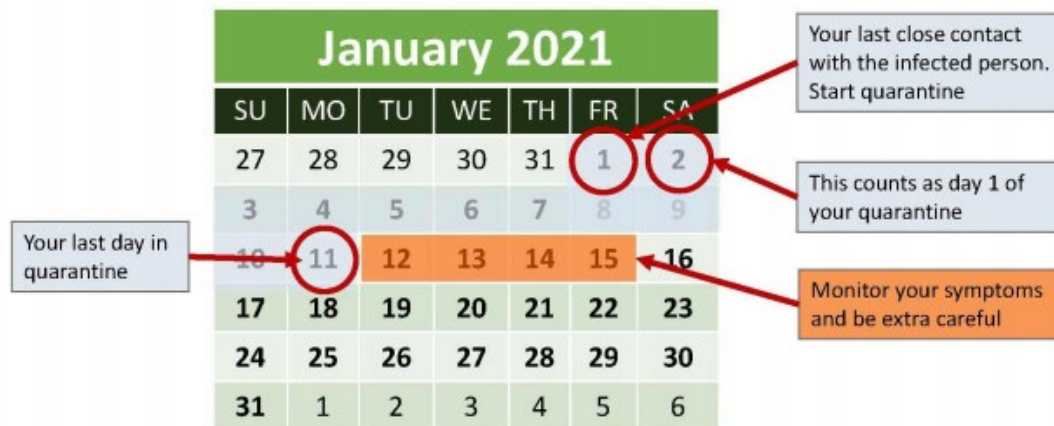 January 2021
SU MO TU WE TH FR SA
27 28 29 30 31 1 2
3 4 5 6 7 8 9
10 11 12 13 14 15 16
17 18 19 20 21 22 23
24 25 26 27 28 29 30
31 1 2 3 4 5 6
Your last close contact
with the infected person.
Start quarantine
This counts as day 1 of
your quarantine
Your last day in
quarantine
Monitor your symptoms
and be extra careful